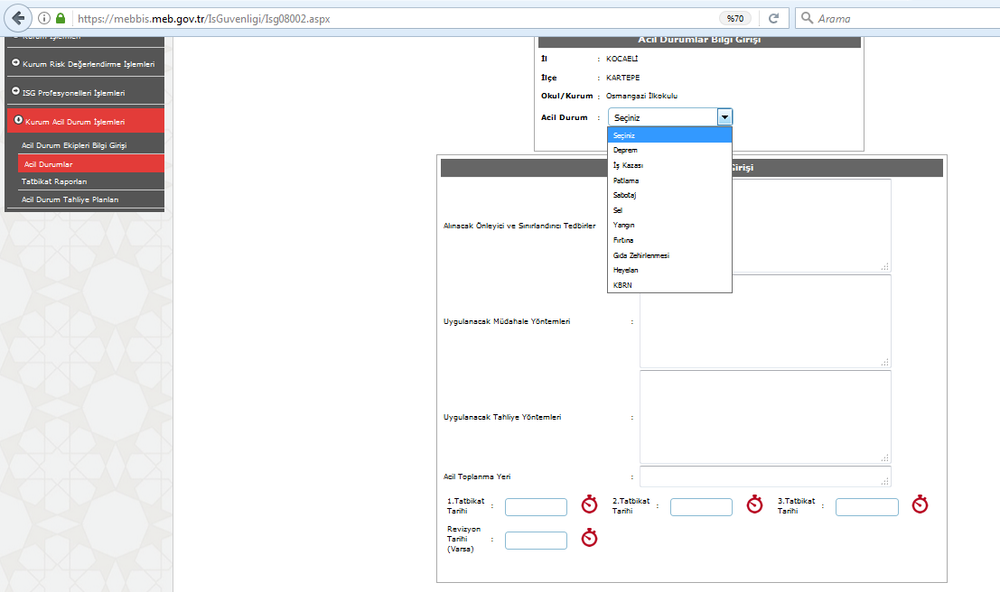 https://mebbis.meb.gov.tr/IsGuvenligi/Isg08002.aspx
%70
Arama
Kurum İşlemleri
Kurum Risk Değerlendirme İşlemleri
ISG Profesyonelleri İşlemleri
Kurum Acil Durum İşlemleri
Acil Durum Ekipleri Bilgi Girişi
Acil Durumlar
Tatbikat Raporları
Acil Durum Tahliye Planları
Acil Durumlar Bilgi Girişi
İl : KOCAELİ
İlçe : KARTEPE
Okul/Kurum : Osmangazi İlkokulu
Acil Durum : Seçiniz
Seçiniz
Deprem
İş Kazası
Patlama
Sabotaj
Sel
Yangın
Fırtına
Gıda Zehirlenmesi
Heyelan
KBRN
Girişi
Alınacak Önleyici ve Sınırlandırıcı Tedbirler
Uygulanacak Müdahale Yöntemleri :
Uygulanacak Tahliye Yöntemleri :
Acil Toplanma Yeri :
1.Tatbikat Tarihi :
2.Tatbikat Tarihi :
3.Tatbikat Tarihi :
Revizyon Tarihi (Varsa) :